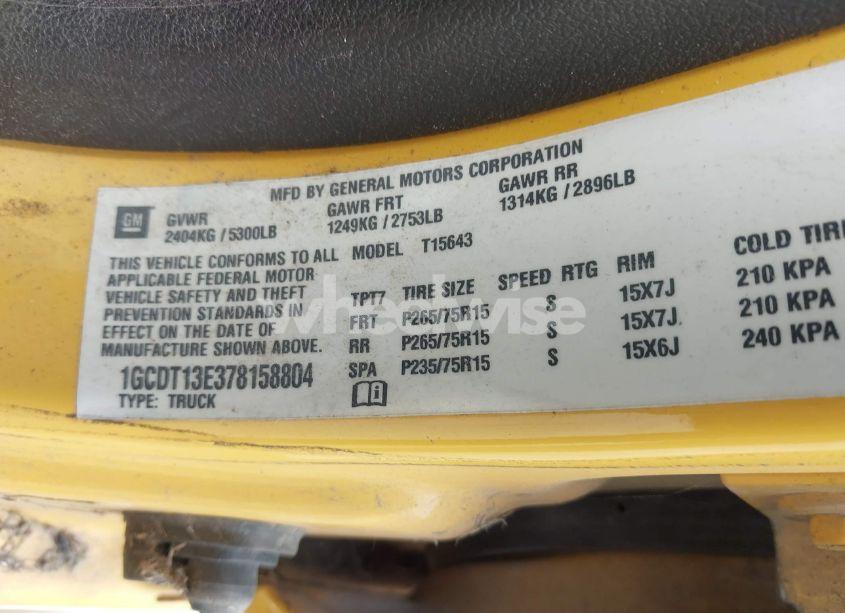 MFD BY GENERAL MOTORS CORPORATION
GM
GVWR GAWR FRT GAWR RR
2404KG / 5300LB 1249KG / 2753LB 1314KG / 2896LB
THIS VEHICLE CONFORMS TO ALL MODEL T15643
APPLICABLE FEDERAL MOTOR
VEHICLE SAFETY AND THEFT
PREVENTION STANDARDS IN
EFFECT ON THE DATE OF
MANUFACTURE SHOWN ABOVE.
1GCDT13E378158804
TYPE: TRUCK
TPT7 TIRE SIZE SPEED RTG RIM COLD TIR
FRT P265/75R15 S 15X7J 210 KPA
RR P265/75R15 S 15X7J 210 KPA
SPA P235/75R15 S 15X6J 240 KPA
i
wheelwise